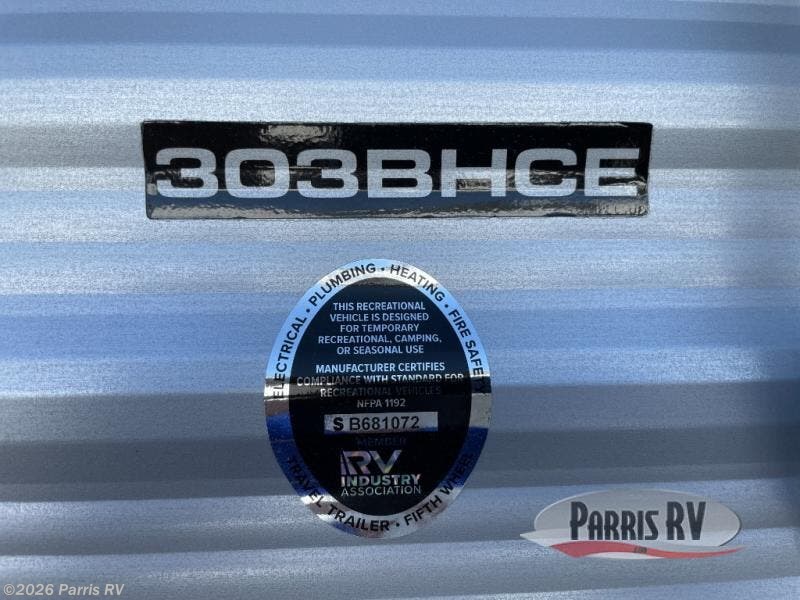 303BHCE
ELECTRICAL • PLUMBING • HEATING • FIRE SAFETY
THIS RECREATIONAL
VEHICLE IS DESIGNED
FOR TEMPORARY
RECREATIONAL, CAMPING,
OR SEASONAL USE
MANUFACTURER CERTIFIES
COMPLIANCE WITH STANDARD FOR
RECREATIONAL VEHICLES
NFPA 1192
S B681072
MEMBER
RV
INDUSTRY
ASSOCIATION
TRAVEL TRAILER • FIFTH WHEEL
PARRIS RV
©2026 Parris RV